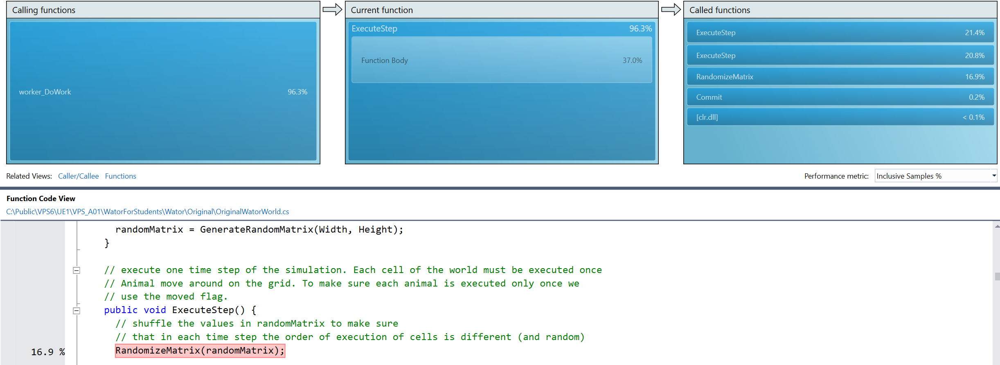 Calling functions
Current function
Called functions
worker_DoWork 96.3%
ExecuteStep 96.3%
Function Body 37.0%
ExecuteStep 21.4%
ExecuteStep 20.8%
RandomizeMatrix 16.9%
Commit 0.2%
[clr.dll] < 0.1%
Related Views: Caller/Callee Functions
Performance metric: Inclusive Samples %
Function Code View
C:\Public\VPS6\UE1\VPS_A01\WatorForStudents\Wator\Original\OriginalWatorWorld.cs
randomMatrix = GenerateRandomMatrix(Width, Height);
}
// execute one time step of the simulation. Each cell of the world must be executed once
// Animal move around on the grid. To make sure each animal is executed only once we
// use the moved flag.
public void ExecuteStep() {
// shuffle the values in randomMatrix to make sure
// that in each time step the order of execution of cells is different (and random)
16.9 % RandomizeMatrix(randomMatrix);